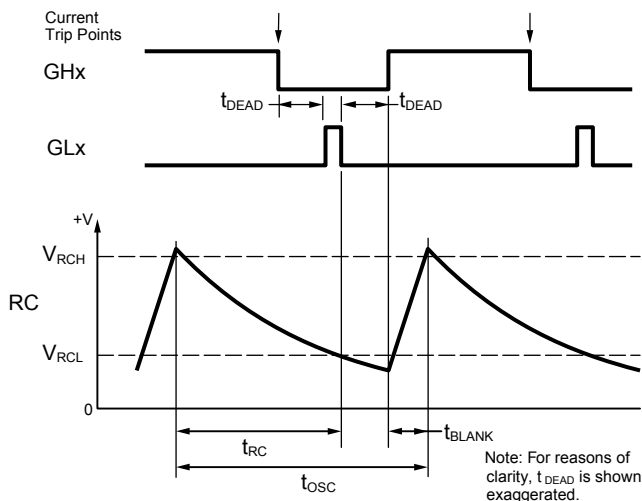 Current
Trip Points
GHx
tDEAD
tDEAD
GLx
+V
VRCH
RC
VRCL
0
tRC
tBLANK
tOSC
Note: For reasons of
clarity, tDEAD is shown
exaggerated.